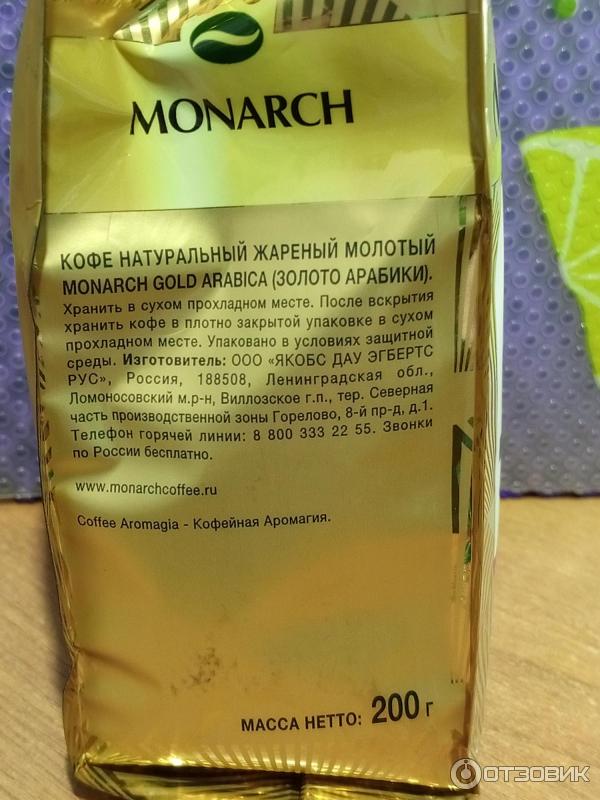 MONARCH
КОФЕ НАТУРАЛЬНЫЙ ЖАРЕНЫЙ МОЛОТЫЙ
MONARCH GOLD ARABICA (ЗОЛОТО АРАБИКИ).
Хранить в сухом прохладном месте. После вскрытия
хранить кофе в плотно закрытой упаковке в сухом
прохладном месте. Упаковано в условиях защитной
среды. Изготовитель: ООО «ЯКОБС ДАУ ЭГБЕРТС
РУС», Россия, 188508, Ленинградская обл.,
Ломоносовский м.р-н, Виллозское г.п., тер. Северная
часть производственной зоны Горелово, 8-й пр-д, д.1.
Телефон горячей линии: 8 800 333 22 55. Звонки
по России бесплатно.
www.monarchcoffee.ru
Coffee Aromagia - Кофейная Аромагия.
МАССА НЕТТО: 200 г
ОТЗОВИК